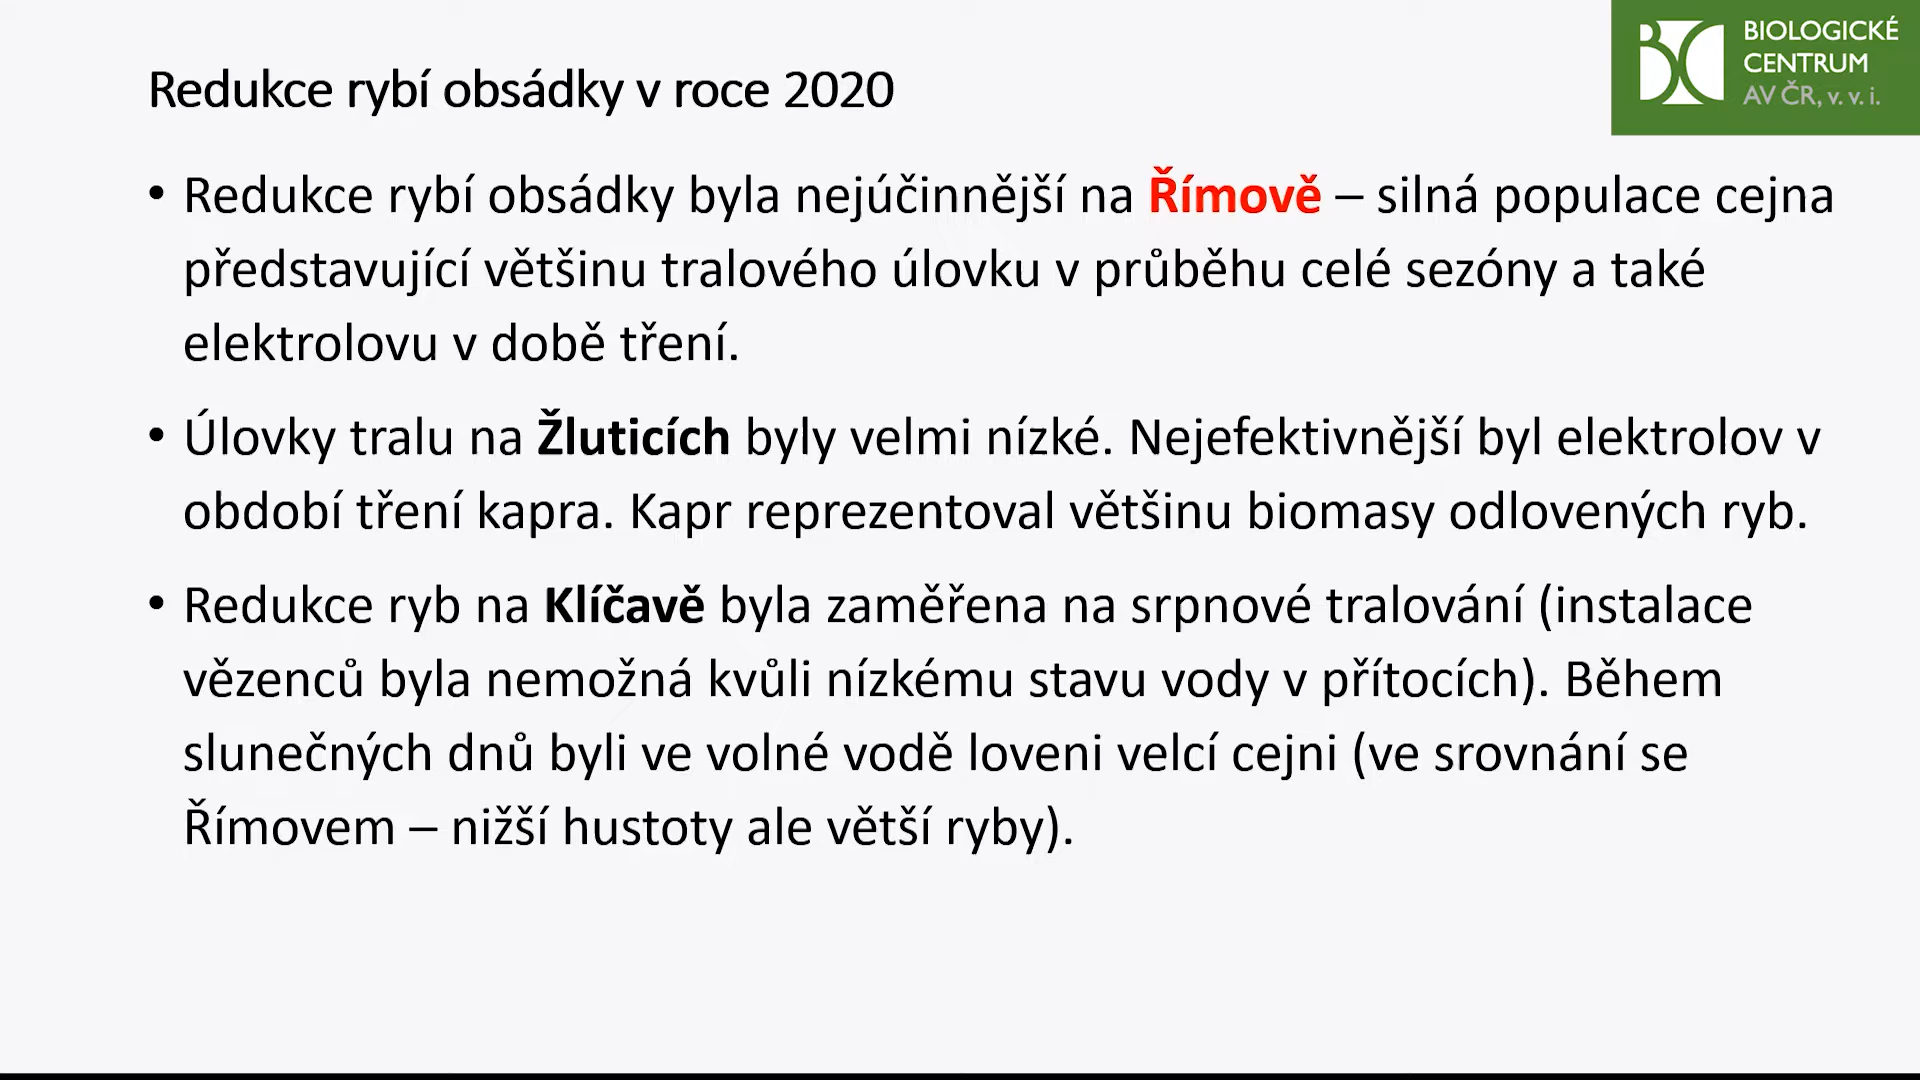 Redukce rybí obsádky v roce 2020
BIOLOGICKÉ
CENTRUM
AV ČR, v. v. i.
• Redukce rybí obsádky byla nejúčinnější na Římově – silná populace cejna
představující většinu tralového úlovku v průběhu celé sezóny a také
elektrolovu v době tření.
• Úlovky tralu na Žluticích byly velmi nízké. Nejefektivnější byl elektrolov v
období tření kapra. Kapr reprezentoval většinu biomasy odlovených ryb.
• Redukce ryb na Klíčavě byla zaměřena na srpnové tralování (instalace
vězenců byla nemožná kvůli nízkému stavu vody v přítocích). Během
slunečných dnů byli ve volné vodě loveni velcí cejni (ve srovnání se
Římovem – nižší hustoty ale větší ryby).